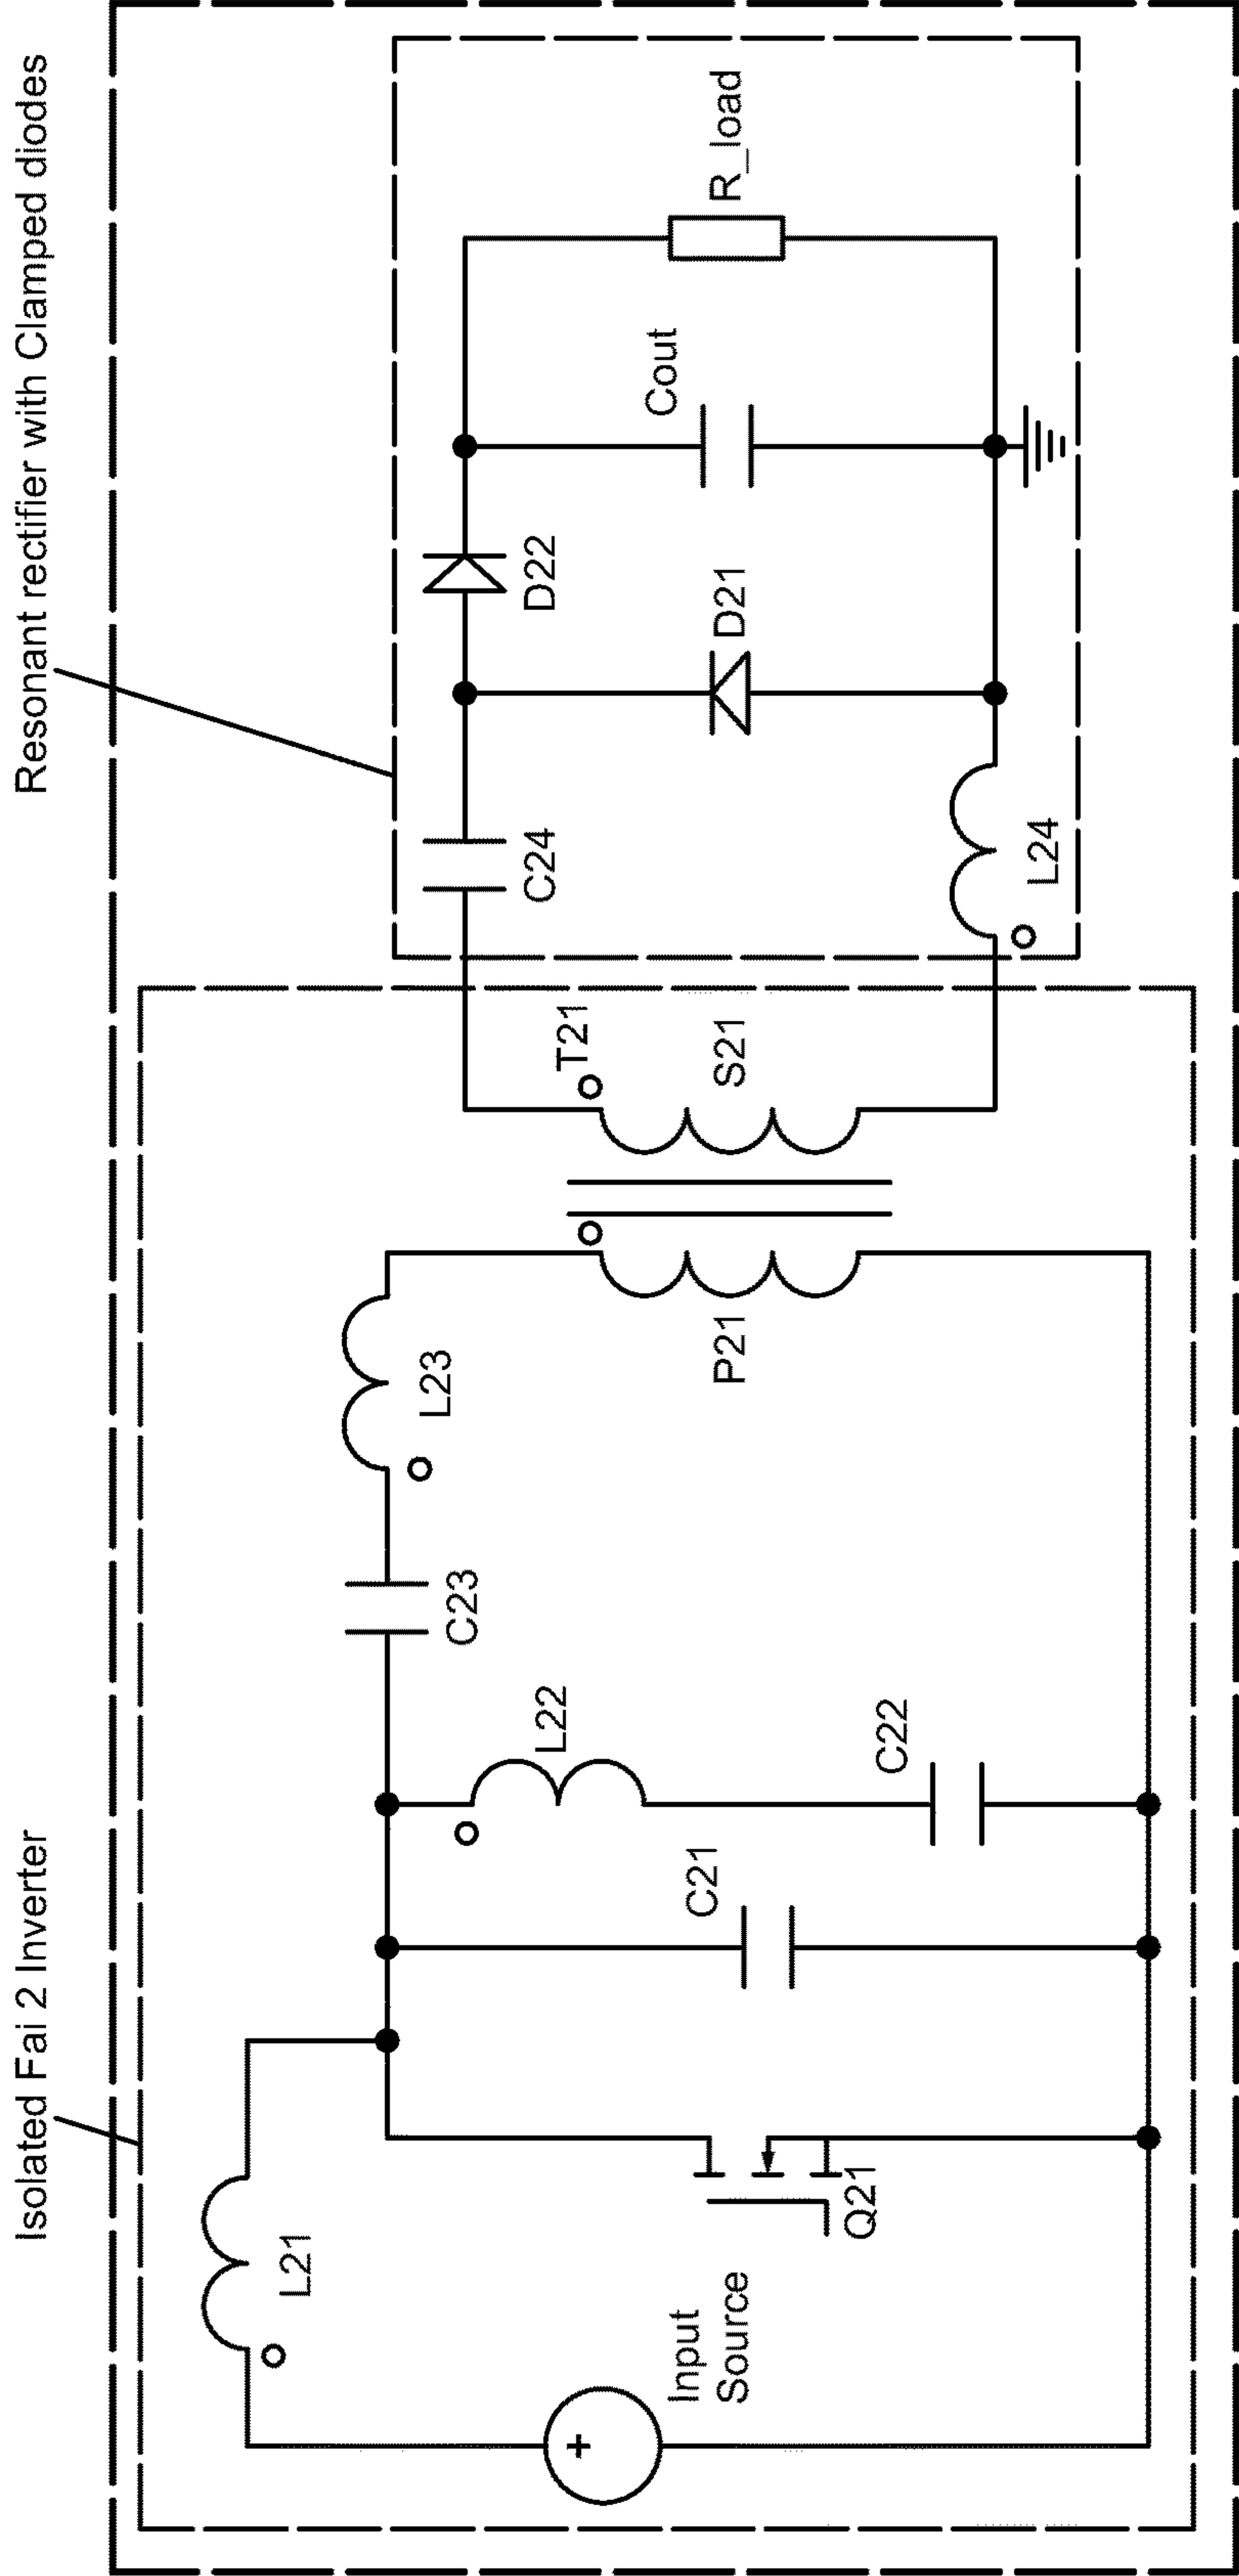 Isolated Fai 2 Inverter
Resonant rectifier with Clamped diodes
L21
Input
Source
+
Q21
C21
L22
C22
C23
L23
P21
T21
S21
C24
L24
D22
D21
Cout
R_load